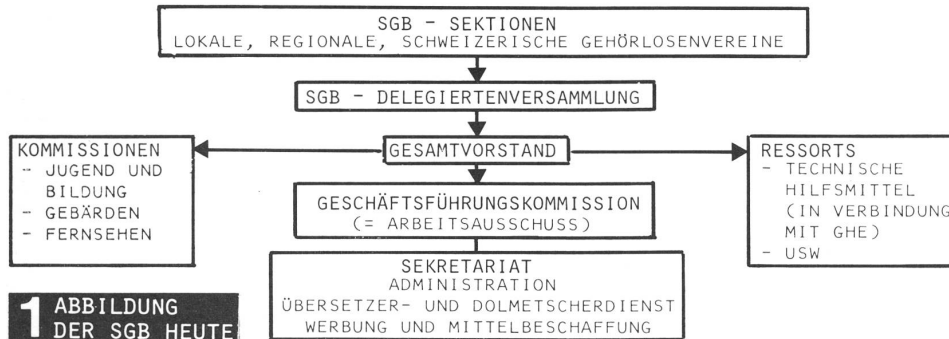 SGB - SEKTIONEN
LOKALE, REGIONALE, SCHWEIZERISCHE GEHÖRLOSENVEREINE
SGB - DELEGIERTENVERSAMMLUNG
GESAMTVORSTAND
KOMMISSIONEN
- JUGEND UND
BILDUNG
- GEBÄRDEN
- FERNSEHEN
RESSORTS
- TECHNISCHE
HILFSMITTEL
(IN VERBINDUNG
MIT GHE)
- USW
GESCHÄFTSFÜHRUNGSKOMMISSION
(= ARBEITSAUSSCHUSS)
SEKRETARIAT
ADMINISTRATION
ÜBERSETZER- UND DOLMETSCHERDIENST
WERBUNG UND MITTELBESCHAFFUNG
1 ABBILDUNG
DER SGB HEUTE